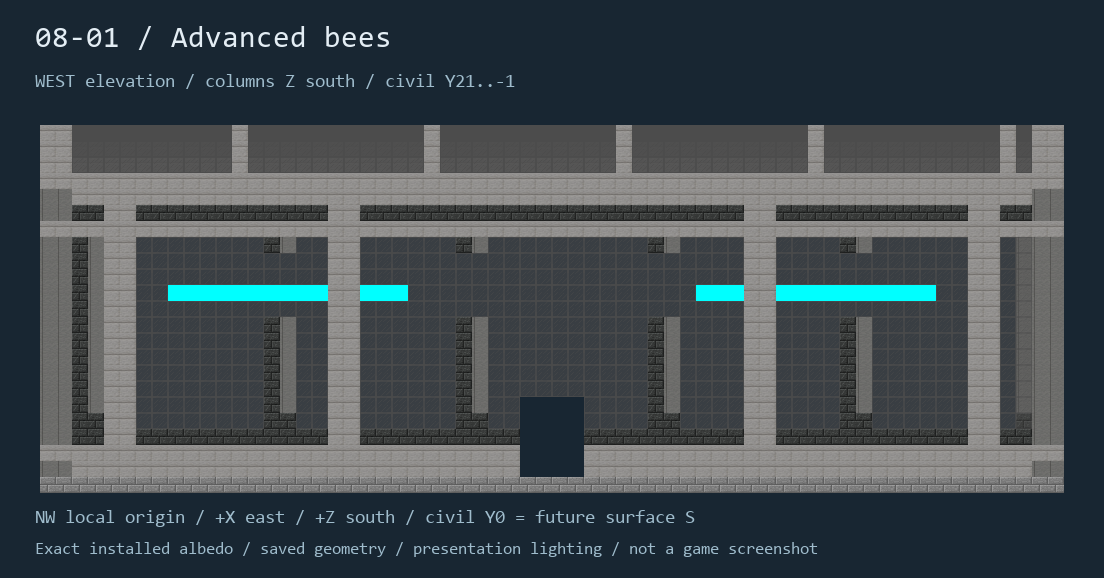 08-01 / Advanced bees
WEST elevation / columns Z south / civil Y21..-1
NW local origin / +X east / +Z south / civil Y0 = future surface S
Exact installed albedo / saved geometry / presentation lighting / not a game screenshot